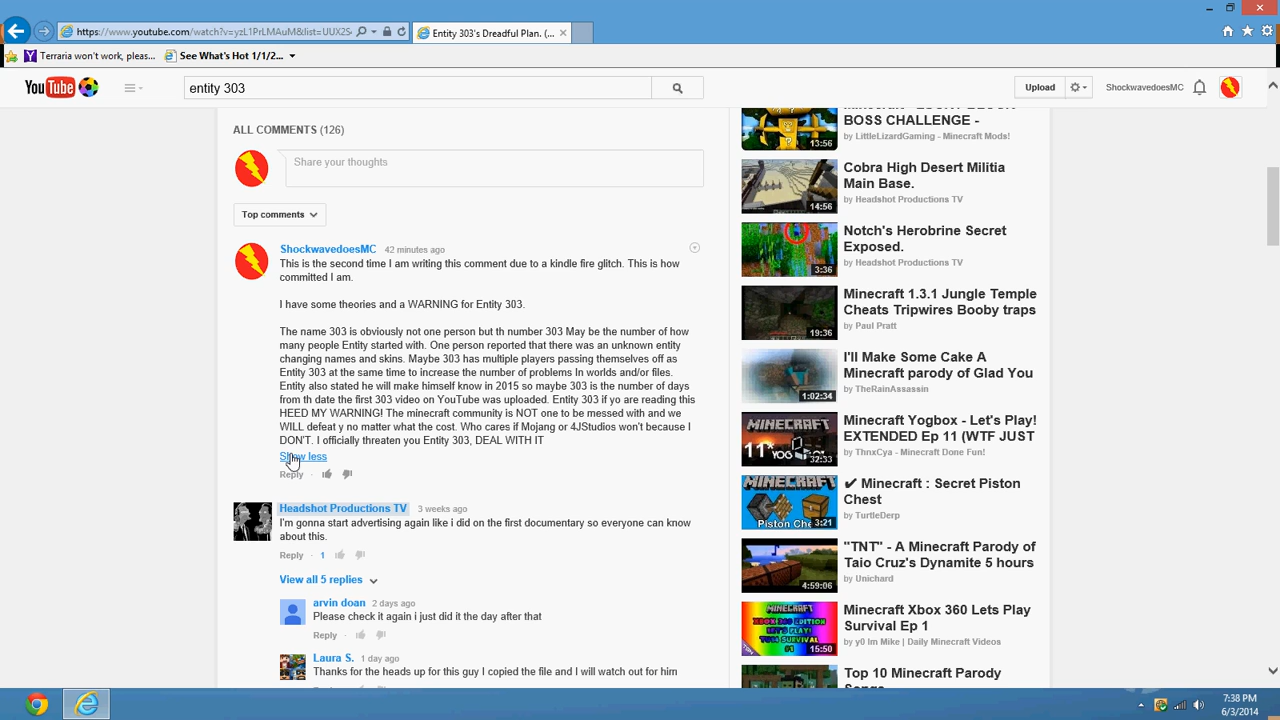 https://www.youtube.com/watch?v=yzL1PrLMAuM&list=UUX2S
Entity 303's Dreadful Plan. (...
Terraria won't work, pleas...
See What's Hot 1/1/2...
YouTube
entity 303
Upload
ShockwavedoesMC
ALL COMMENTS (126)
Share your thoughts
Top comments
ShockwavedoesMC 42 minutes ago
This is the second time I am writing this comment due to a kindle fire glitch. This is how
committed I am.
I have some theories and a WARNING for Entity 303.
The name 303 is obviously not one person but th number 303 May be the number of how
many people Entity started with. One person reported that there was an unknown entity
changing names and skins. Maybe 303 has multiple players passing themselves off as
Entity 303 at the same time to increase the number of problems In worlds and/or files.
Entity also stated he will make himself know in 2015 so maybe 303 is the number of days
from th date the first 303 video on YouTube was uploaded. Entity 303 if yo are reading this
HEED MY WARNING! The minecraft community is NOT one to be messed with and we
WILL defeat y no matter what the cost. Who cares if Mojang or 4JStudios won't because I
DON'T. I officially threaten you Entity 303, DEAL WITH IT
Show less
Reply
Headshot Productions TV 3 weeks ago
I'm gonna start advertising again like i did on the first documentary so everyone can know
about this.
Reply · 1
View all 5 replies
arvin doan 2 days ago
Please check it again i just did it the day after that
Reply
Laura S. 1 day ago
Thanks for the heads up for this guy I copied the file and I will watch out for him
BOSS CHALLENGE -
by LittleLizardGaming - Minecraft Mods!
13:56
Cobra High Desert Militia
Main Base.
by Headshot Productions TV
14:56
Notch's Herobrine Secret
Exposed.
by Headshot Productions TV
3:36
Minecraft 1.3.1 Jungle Temple
Cheats Tripwires Booby traps
by Paul Pratt
19:36
I'll Make Some Cake A
Minecraft parody of Glad You
by TheRainAssassin
1:02:34
Minecraft Yogbox - Let's Play!
EXTENDED Ep 11 (WTF JUST
by ThnxCya - Minecraft Done Fun!
MINECRAFT
11*
32:33
✔ Minecraft : Secret Piston
Chest
by TurtleDerp
MINECRAFT
Piston Che
3:21
"TNT" - A Minecraft Parody of
Taio Cruz's Dynamite 5 hours
by Unichard
4:59:06
Minecraft Xbox 360 Lets Play
Survival Ep 1
by y0 Im Mike | Daily Minecraft Videos
MINECRAFT
XBOX 360 EDITION
LET'S PLAY!
#1
15:50
Top 10 Minecraft Parody
7:38 PM
6/3/2014